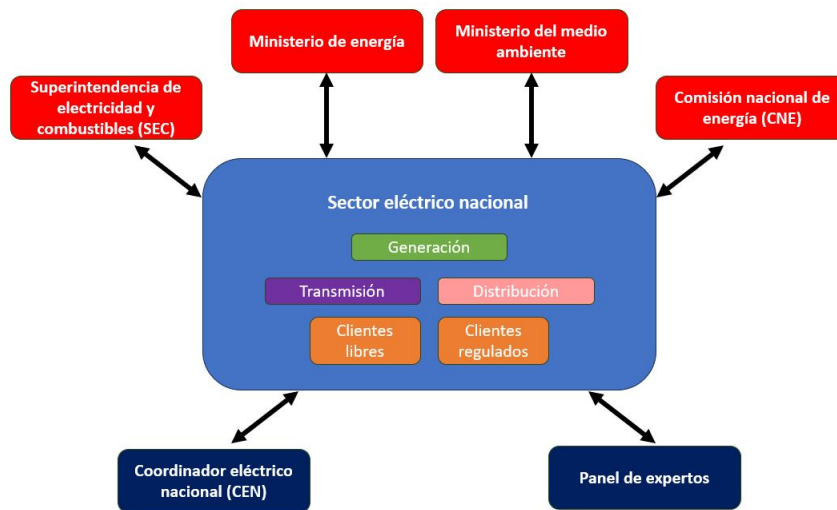 Ministerio de energía
Ministerio del medio
ambiente
Superintendencia de
electricidad y
combustibles (SEC)
Comisión nacional de
energía (CNE)
Sector eléctrico nacional
Generación
Transmisión
Distribución
Clientes
libres
Clientes
regulados
Coordinador eléctrico
nacional (CEN)
Panel de expertos